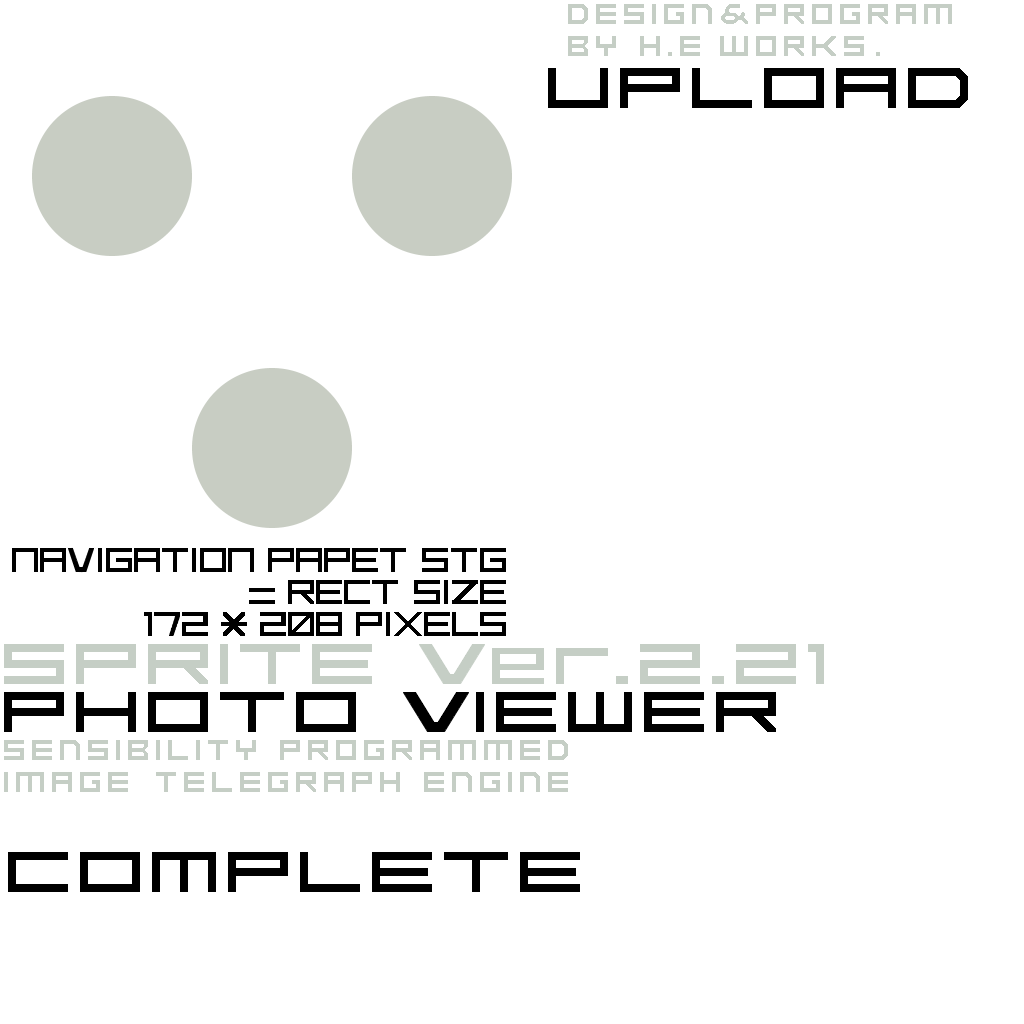 DESIGN&PROGRAM
BY H.E WORKS.
UPLOAD
NAVIGATION PAPET STG
= RECT SIZE
172 * 208 PIXELS
SPRITE Ver.2.21
PHOTO VIEWER
SENSIBILITY PROGRAMMED
IMAGE TELEGRAPH ENGINE
COMPLETE